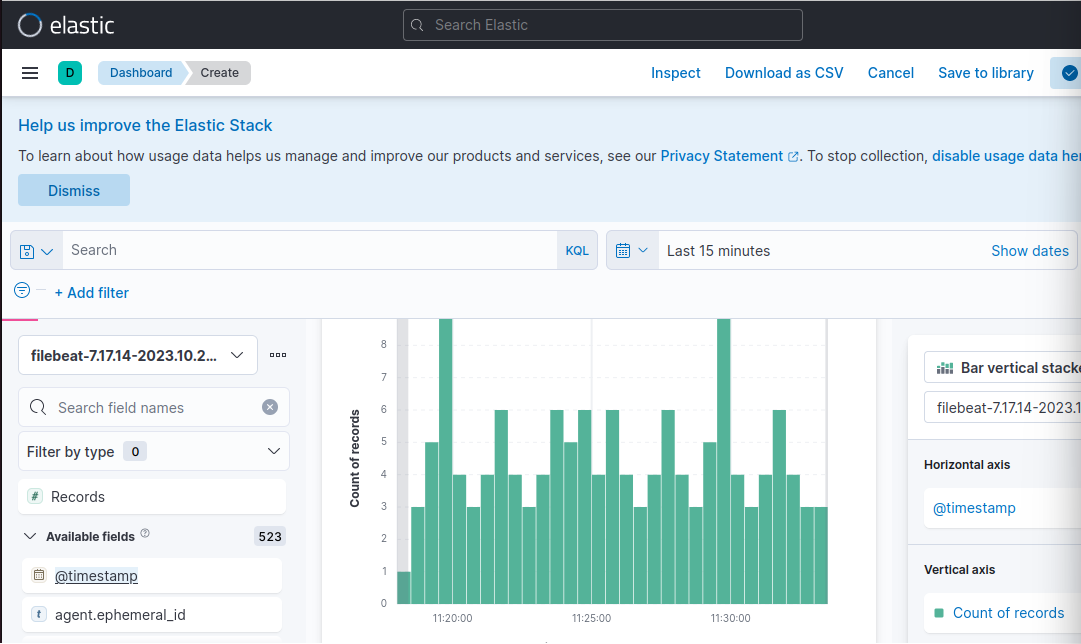 elastic
Search Elastic
D
Dashboard
Create
Inspect
Download as CSV
Cancel
Save to library
Help us improve the Elastic Stack
To learn about how usage data helps us manage and improve our products and services, see our Privacy Statement. To stop collection, disable usage data her
Dismiss
Search
KQL
Last 15 minutes
Show dates
+ Add filter
filebeat-7.17.14-2023.10.2...
Search field names
Filter by type 0
# Records
Available fields ? 523
@timestamp
t agent.ephemeral_id
Count of records
8
7
6
5
4
3
2
1
0
11:20:00
11:25:00
11:30:00
Bar vertical stacke
filebeat-7.17.14-2023.1
Horizontal axis
@timestamp
Vertical axis
Count of records